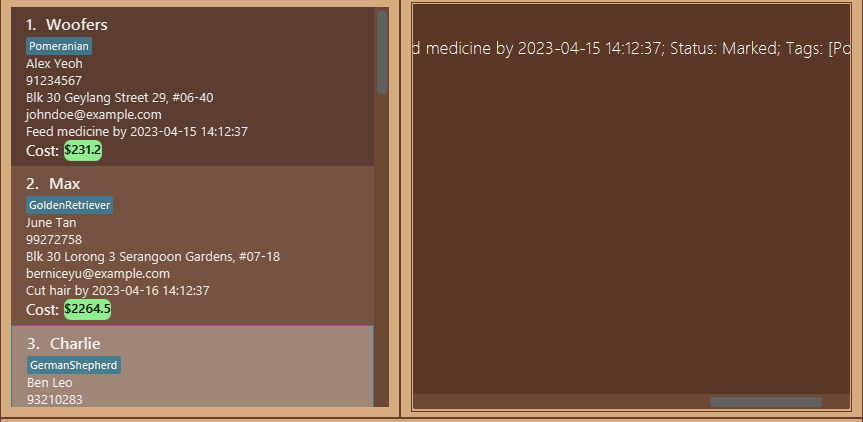 1. Woofers
Pomeranian
Alex Yeoh
91234567
Blk 30 Geylang Street 29, #06-40
johndoe@example.com
Feed medicine by 2023-04-15 14:12:37
Cost: $231.2
2. Max
GoldenRetriever
June Tan
99272758
Blk 30 Lorong 3 Serangoon Gardens, #07-18
berniceyu@example.com
Cut hair by 2023-04-16 14:12:37
Cost: $2264.5
3. Charlie
GermanShepherd
Ben Leo
93210283
d medicine by 2023-04-15 14:12:37; Status: Marked; Tags: [Po